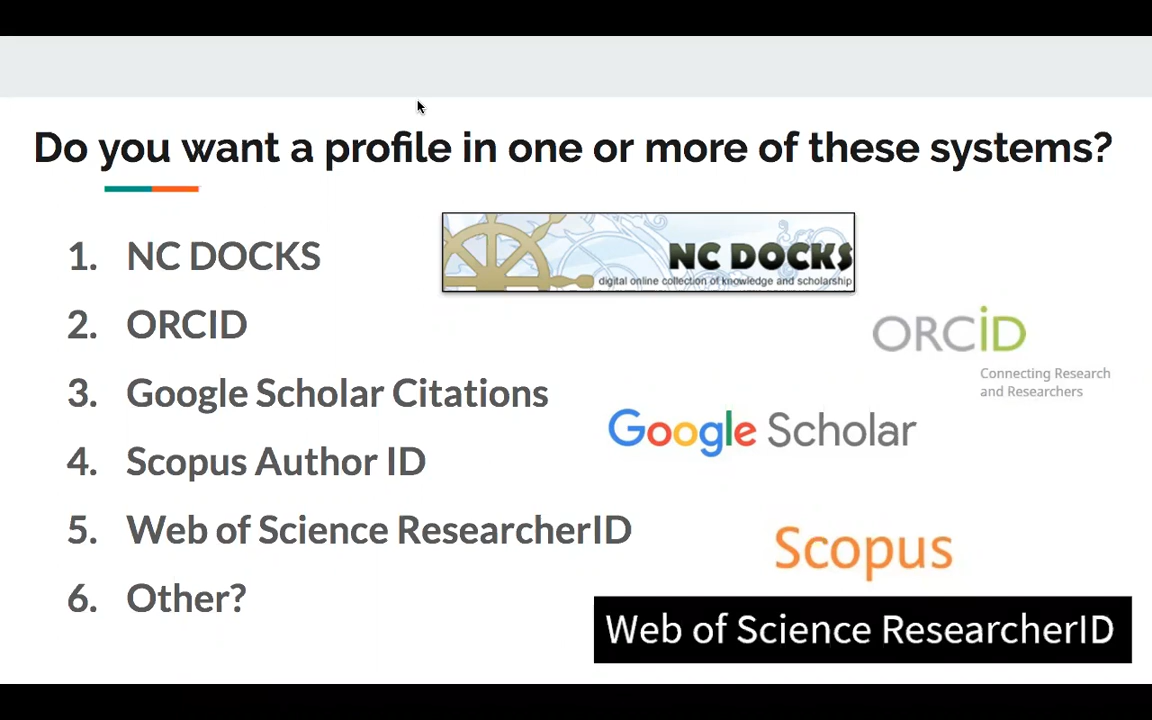 Do you want a profile in one or more of these systems?
1. NC DOCKS
2. ORCID
3. Google Scholar Citations
4. Scopus Author ID
5. Web of Science ResearcherID
6. Other?
NC DOCKS
digital online collection of knowledge and scholarship
ORCiD
Connecting Research
and Researchers
Google Scholar
Scopus
Web of Science ResearcherID